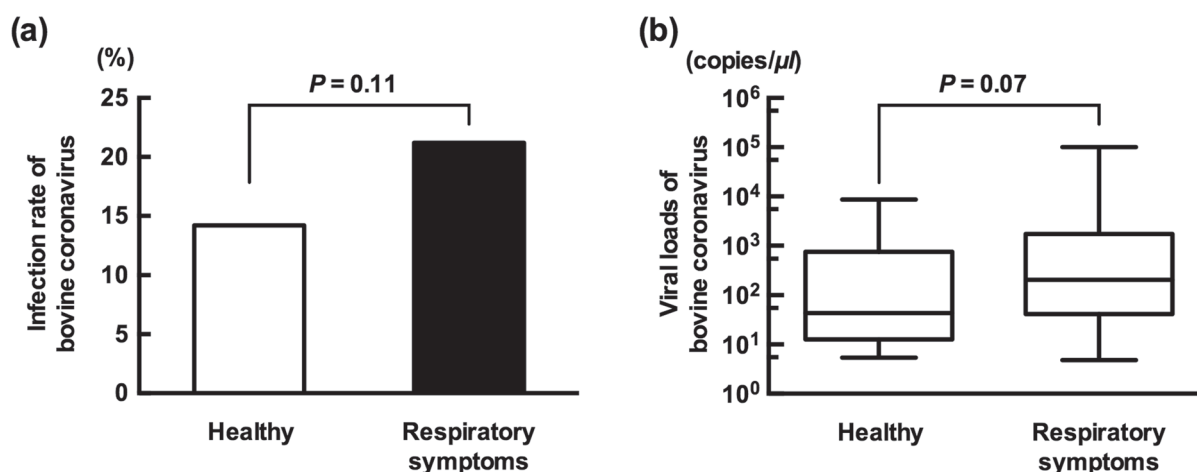 (a)
(%)
P = 0.11
Infection rate of
bovine coronavirus
25
20
15
10
5
0
Healthy
Respiratory
symptoms
(b)
(copies/µl)
P = 0.07
Viral loads of
bovine coronavirus
10⁶
10⁵
10⁴
10³
10²
10¹
10⁰
Healthy
Respiratory
symptoms